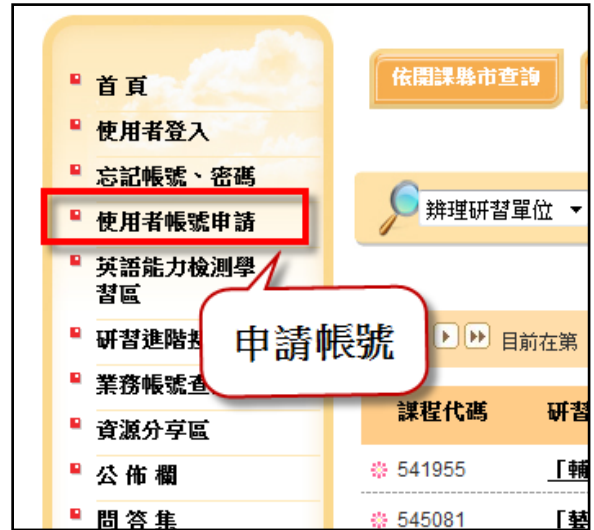 首頁
使用者登入
忘記帳號、密碼
使用者帳號申請
英語能力檢測學
習區
研習進階
業務帳號查
資源分享區
公佈欄
問答集
申請帳號
依開課縣市查詢
辦理研習單位
目前在第
課程代碼 研習
541955 「輔
545081 「藝